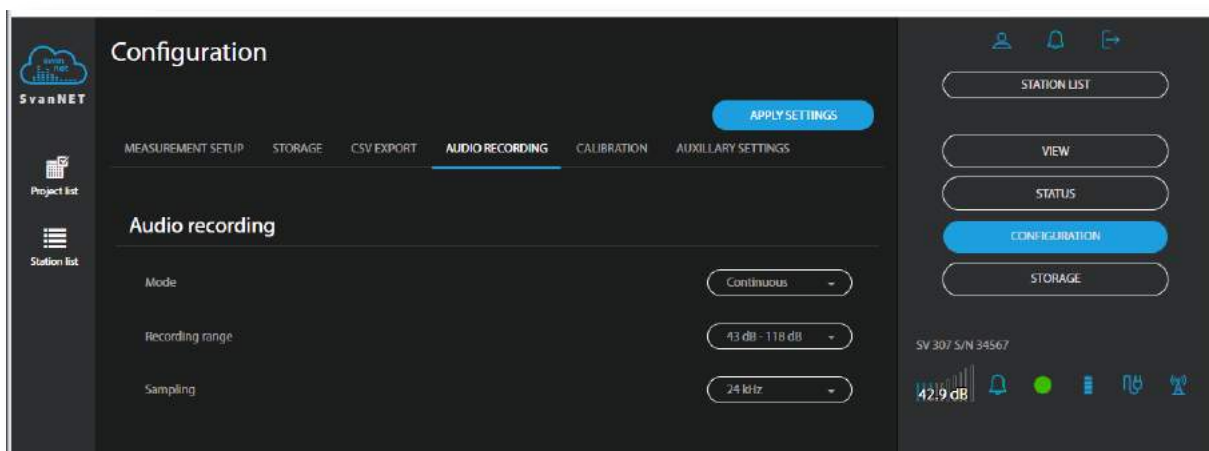 svan
net
SvanNET
Project list
Station list
Configuration
APPLY SETTINGS
MEASUREMENT SETUP STORAGE CSV EXPORT AUDIO RECORDING CALIBRATION AUXILLARY SETTINGS
Audio recording
Mode Continuous
Recording range 43 dB - 118 dB
Sampling 24 kHz
STATION LIST
VIEW
STATUS
CONFIGURATION
STORAGE
SV 307 S/N 34567
42.9 dB